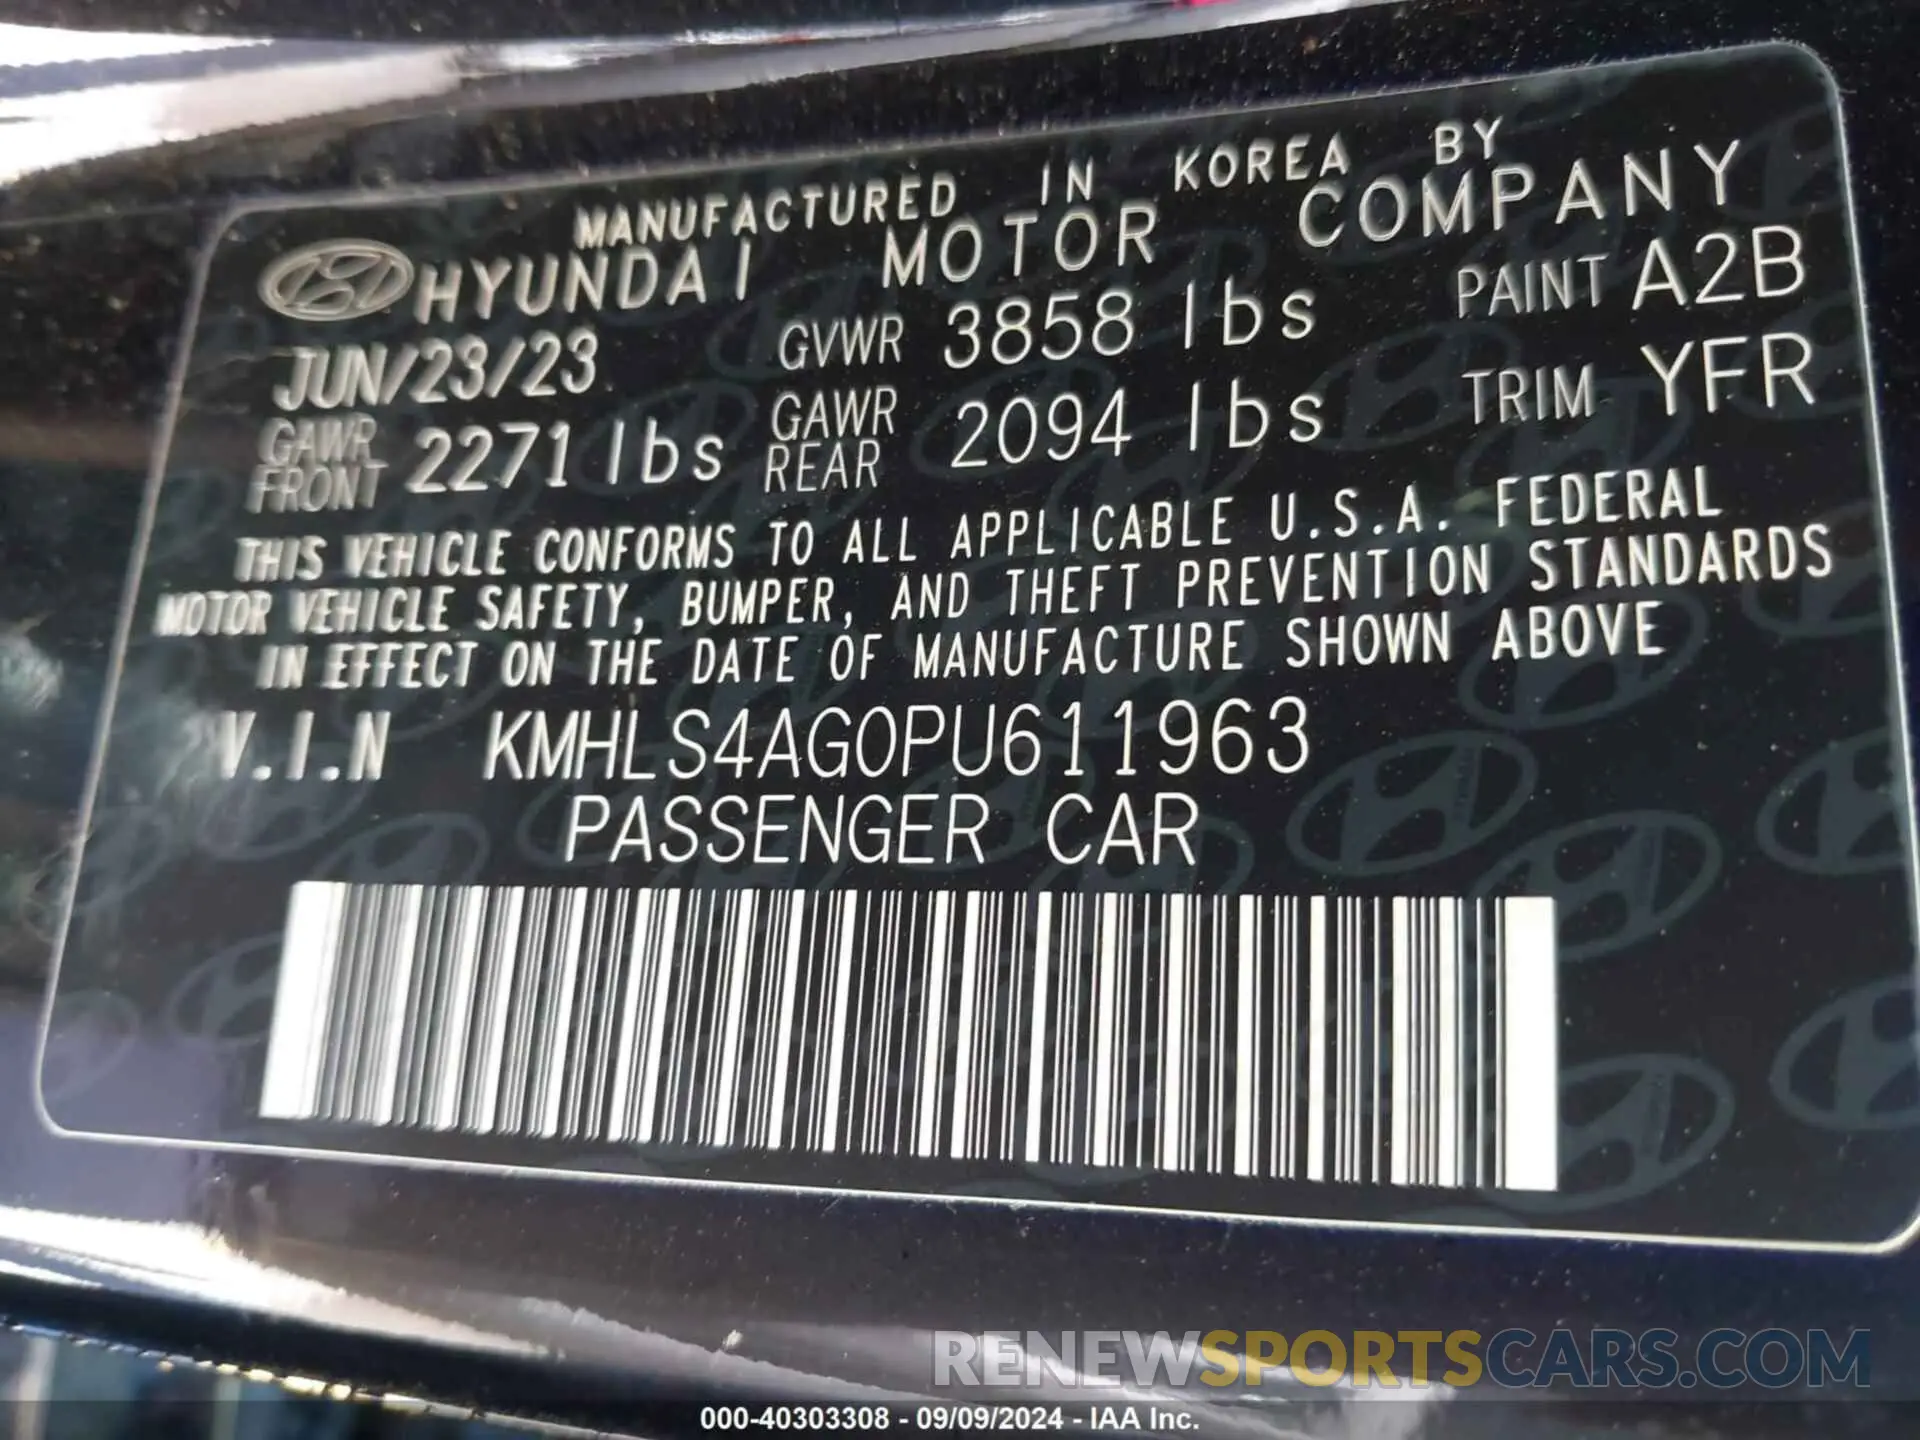 MANUFACTURED IN KOREA BY
HYUNDAI MOTOR COMPANY
JUN/23/23 GVWR 3858 lbs PAINT A2B
GAWR FRONT 2271 lbs GAWR REAR 2094 lbs TRIM YFR
THIS VEHICLE CONFORMS TO ALL APPLICABLE U.S.A. FEDERAL
MOTOR VEHICLE SAFETY, BUMPER, AND THEFT PREVENTION STANDARDS
IN EFFECT ON THE DATE OF MANUFACTURE SHOWN ABOVE
V.I.N KMHLS4AG0PU611963
PASSENGER CAR
RENEWSPORTSCARS.COM
000-40303308 - 09/09/2024 - IAA Inc.